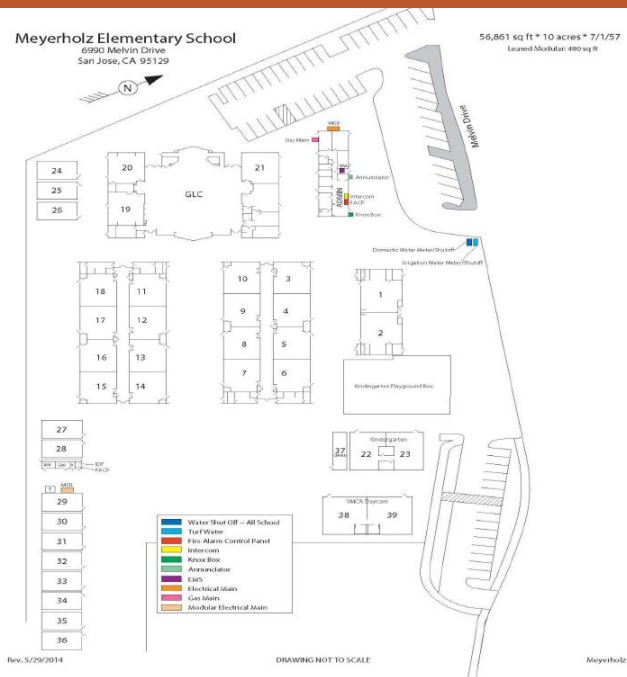 Meyerholz Elementary School
6990 Melvin Drive
San Jose, CA 95129
56,861 sq ft * 10 acres * 7/1/57
Leased Modular: 480 sq ft
N
Melvin Drive
MSB
Gas Main
Annunciator
ADMIN
Intercom
FACP
Knox Box
Domestic Water Meter/Shutoff
Irrigation Water Meter/Shutoff
24
25
26
20
19
GLC
21
18
11
17
12
16
13
15
14
10
3
9
4
8
5
7
6
1
2
Kindergarten Playground Box
27
28
IDF
FACP
MSB
29
30
31
32
33
34
35
36
37
Kindergarten
22
23
YMCA Daycare
38
39
Water Shut Off – All School
Turf Water
Fire Alarm Control Panel
Intercom
Knox Box
Annunciator
EMS
Electrical Main
Gas Main
Modular Electrical Main
Rev. 5/29/2014
DRAWING NOT TO SCALE
Meyerholz